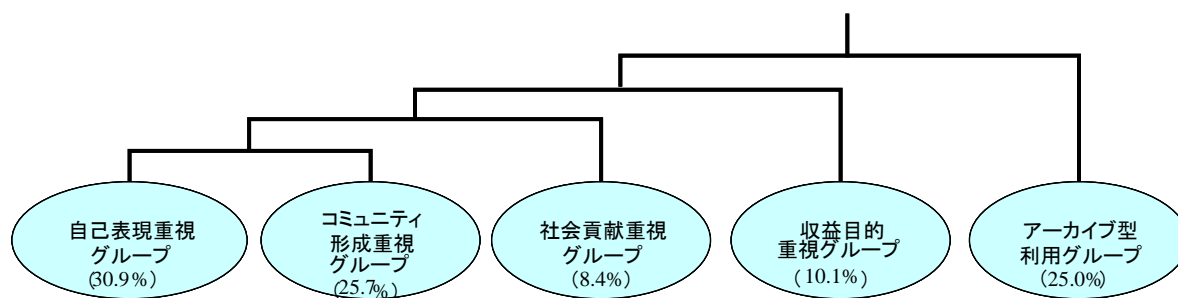 自己表現重視
グループ
(30.9%)
コミュニティ
形成重視
グループ
(25.7%)
社会貢献重視
グループ
(8.4%)
収益目的
重視グループ
(10.1%)
アーカイブ型
利用グループ
(25.0%)